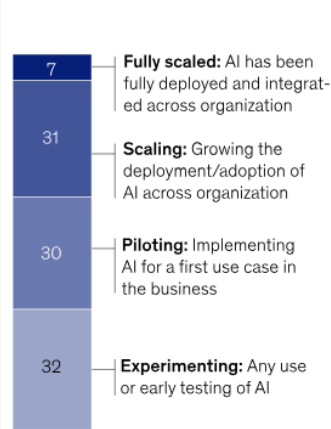 7
Fully scaled: AI has been
fully deployed and integrat-
ed across organization
31
Scaling: Growing the
deployment/adoption of
AI across organization
30
Piloting: Implementing
AI for a first use case in
the business
32
Experimenting: Any use
or early testing of AI